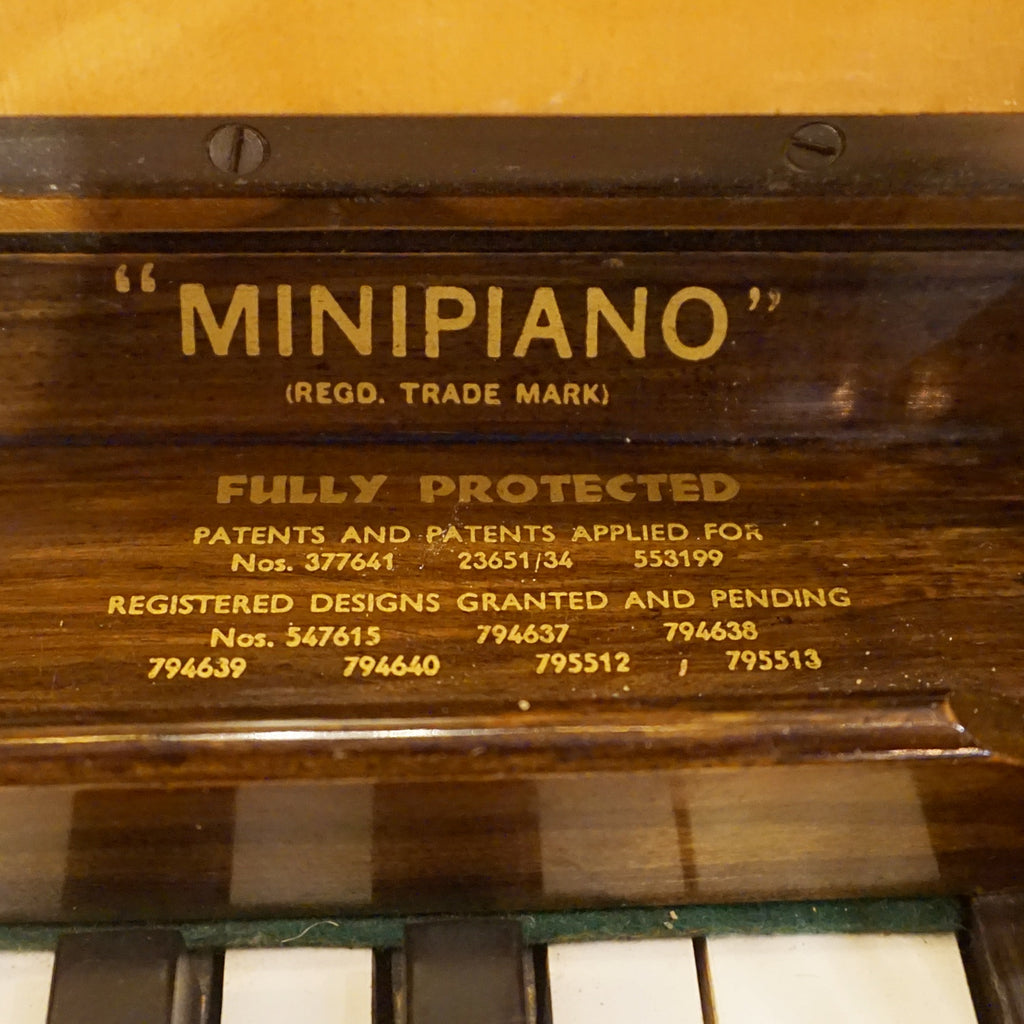 “MINIPIANO”
(REGD. TRADE MARK)
FULLY PROTECTED
PATENTS AND PATENTS APPLIED FOR
Nos. 377641 23651/34 553199
REGISTERED DESIGNS GRANTED AND PENDING
Nos. 547615 794637 794638
794639 794640 795512 , 795513